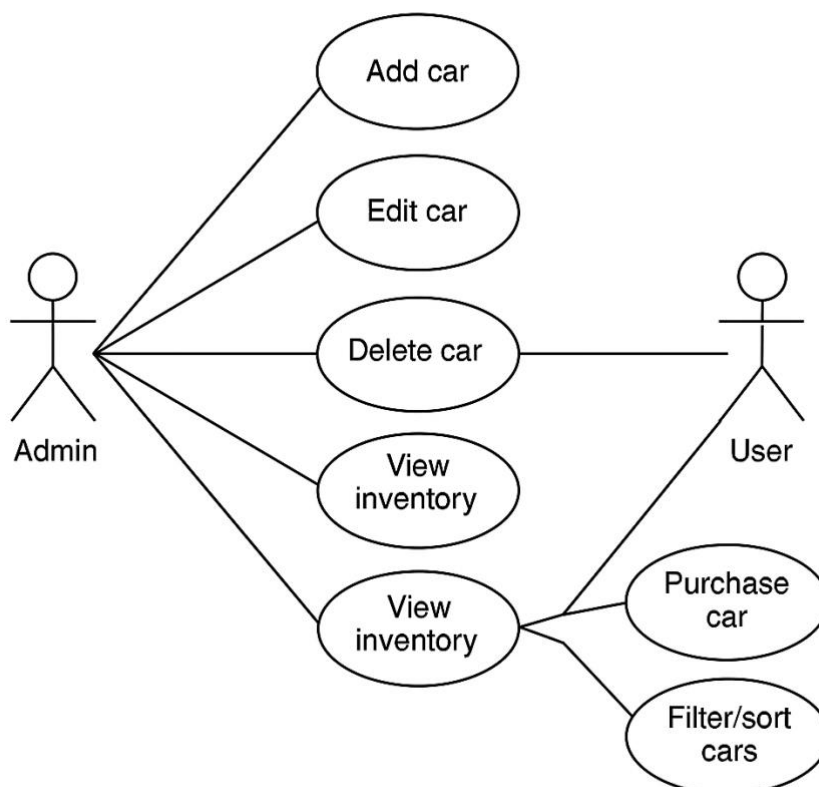 Add car
Edit car
Delete car
Admin
User
View
inventory
View
inventory
Purchase
car
Filter/sort
cars